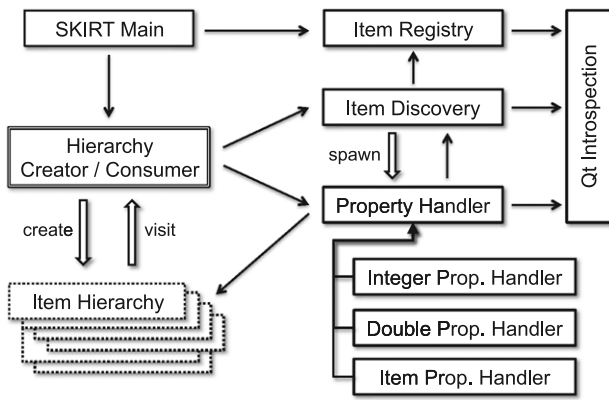 SKIRT Main
Item Registry
Item Discovery
Hierarchy
Creator / Consumer
spawn
Property Handler
Qt Introspection
create
visit
Item Hierarchy
Integer Prop. Handler
Double Prop. Handler
Item Prop. Handler